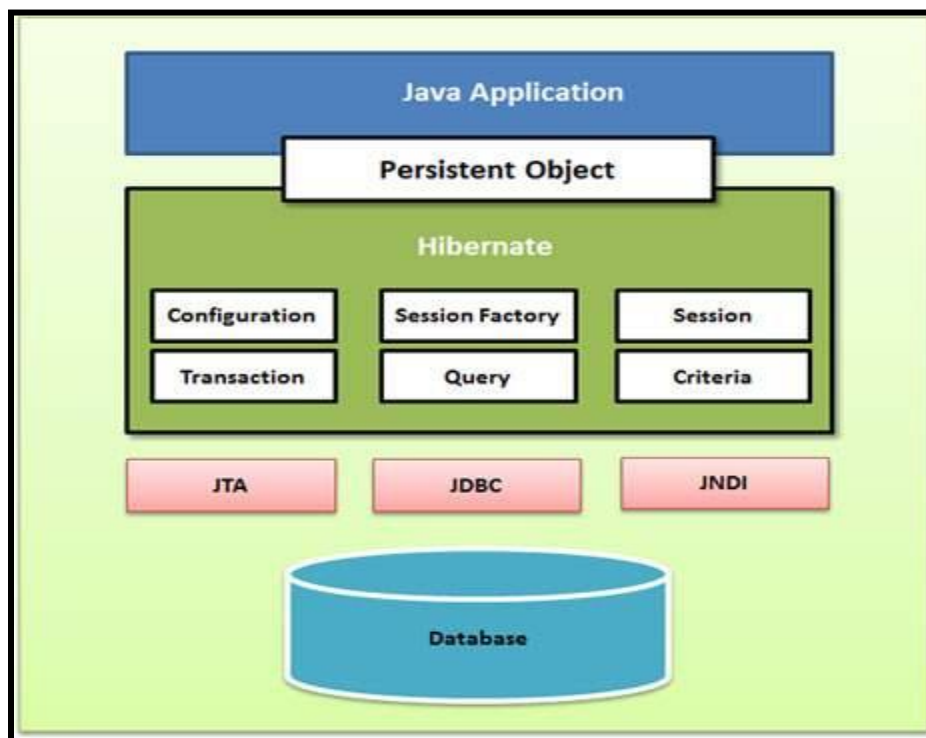 Java Application
Persistent Object
Hibernate
Configuration
Session Factory
Session
Transaction
Query
Criteria
JTA
JDBC
JNDI
Database